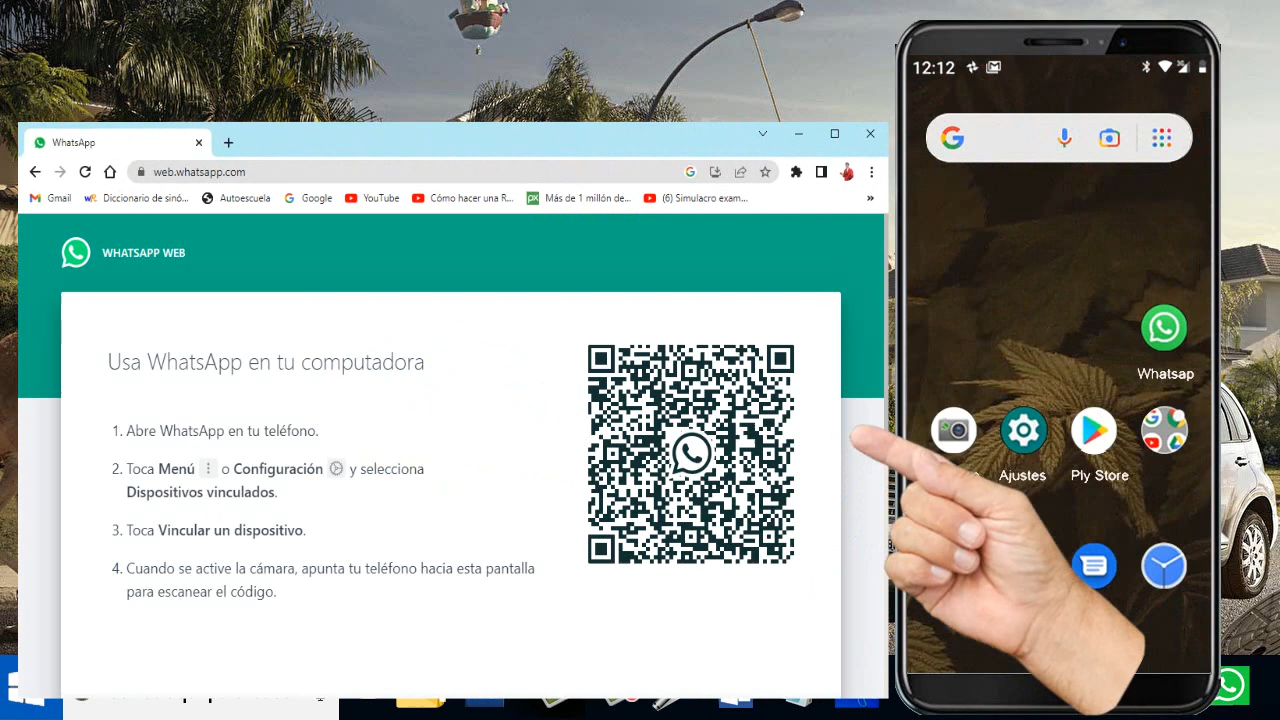 WhatsApp
web.whatsapp.com
Gmail
Diccionario de sinó...
Autoescuela
Google
YouTube
Cómo hacer una R...
Más de 1 millón de...
(6) Simulacro exam...
WHATSAPP WEB
Usa WhatsApp en tu computadora
1. Abre WhatsApp en tu teléfono.
2. Toca Menú o Configuración y selecciona
Dispositivos vinculados.
3. Toca Vincular un dispositivo.
4. Cuando se active la cámara, apunta tu teléfono hacia esta pantalla
para escanear el código.
12:12
Whatsap
Ajustes
Ply Store